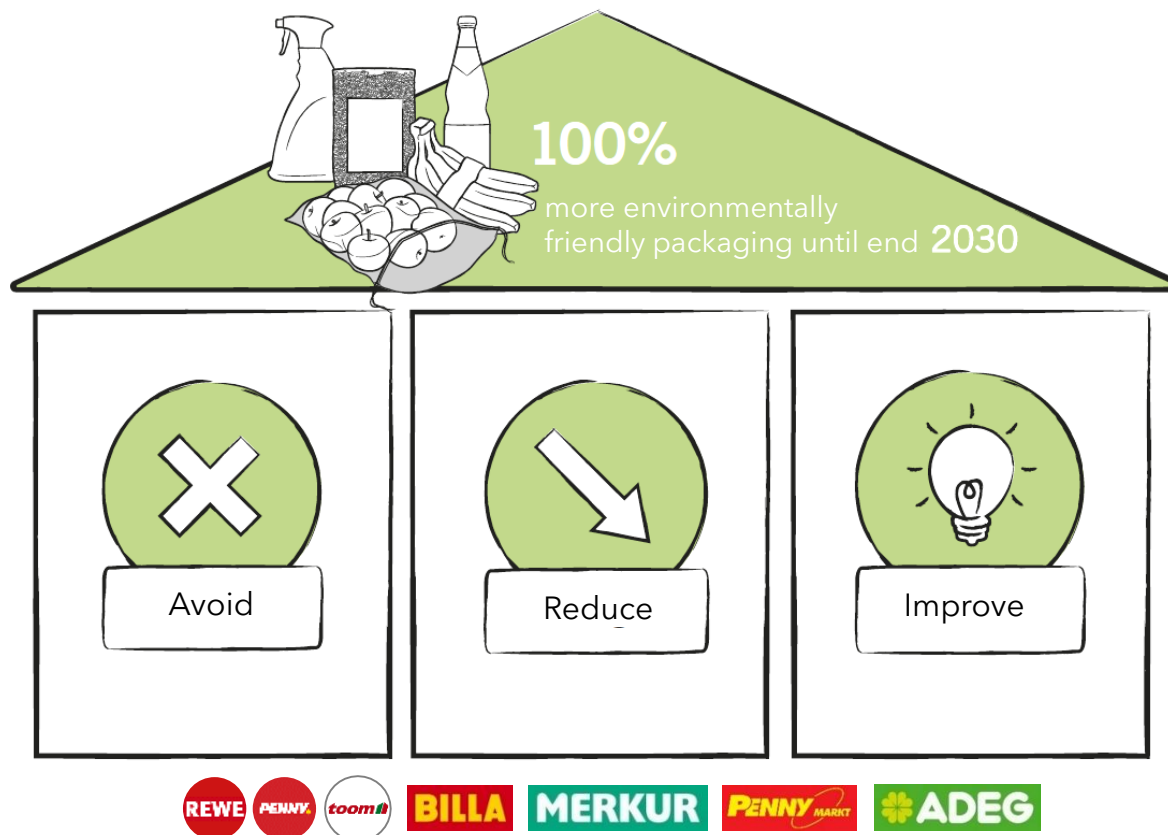 100%
more environmentally
friendly packaging until end 2030
Avoid
Reduce
Improve
REWE PENNY. toom BILLA MERKUR PENNY MARKT ADEG